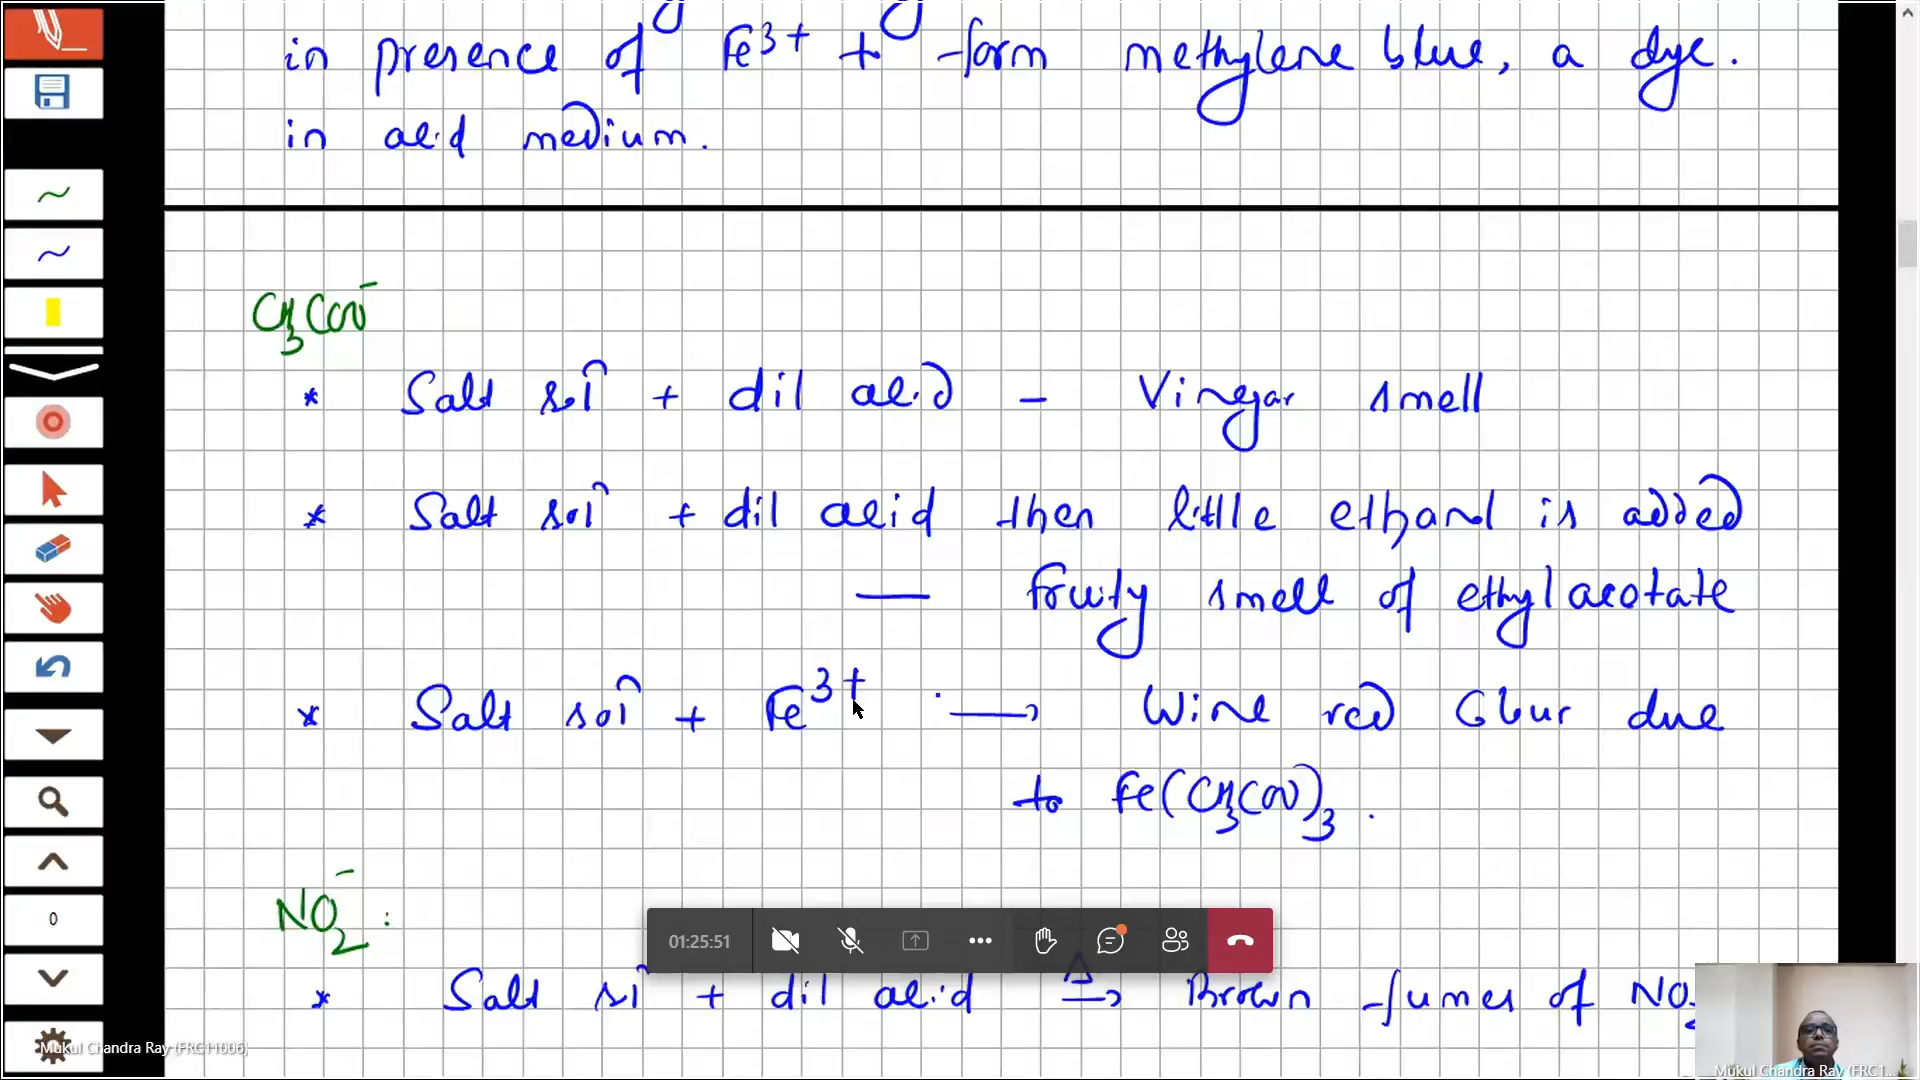 in presence of Fe³⁺ + form methylene blue, a dye.
in acid medium.
CH₃COO⁻
* Salt solⁿ + dil acid – Vinegar smell
* Salt solⁿ + dil acid then little ethanol is added
— fruity smell of ethyl acetate
* Salt solⁿ + Fe³⁺ ⟶ Wine red Colour due
to Fe(CH₃COO)₃.
NO₂⁻ :
01:25:51
* Salt solⁿ + dil acid Δ→ Brown fumes of NO₂
0
Mukul Chandra Ray (FRC11006)
Mukul Chandra Ray (FRC1...